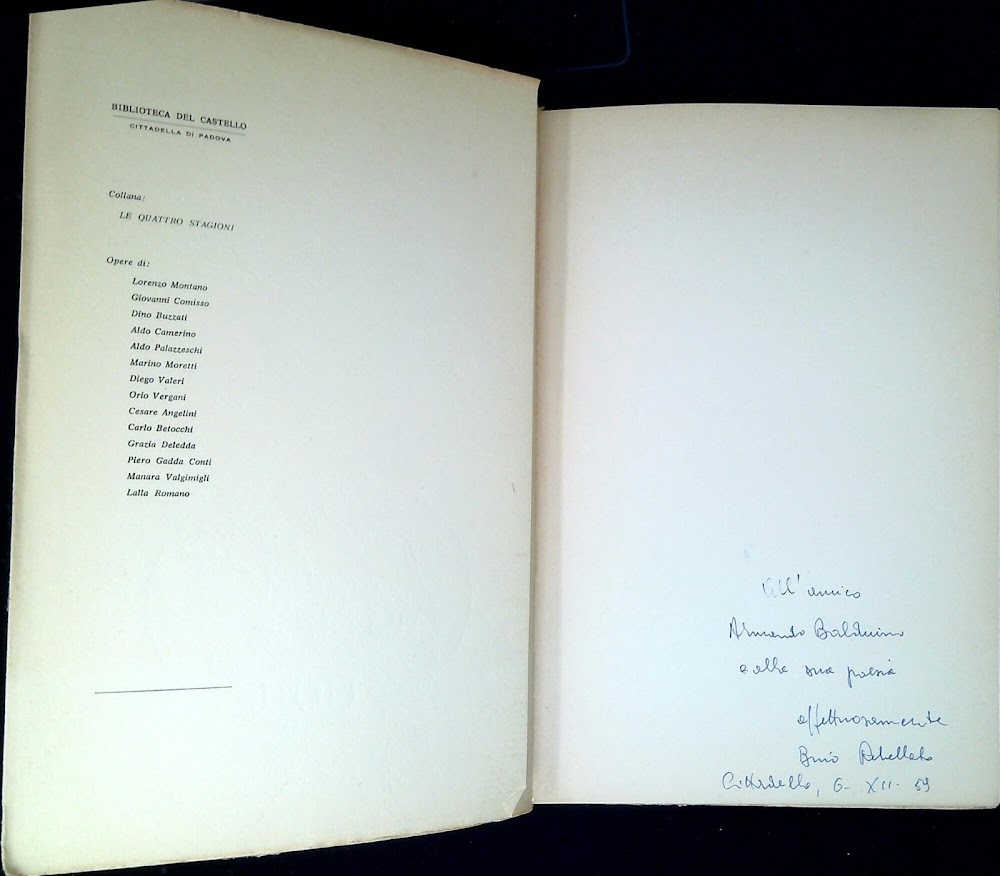 BIBLIOTECA DEL CASTELLO
CITTADELLA DI PADOVA
Collana:
LE QUATTRO STAGIONI
Opere di:
Lorenzo Montano
Giovanni Comisso
Dino Buzzati
Aldo Camerino
Aldo Palazzeschi
Marino Moretti
Diego Valeri
Orio Vergani
Cesare Angelini
Carlo Betocchi
Grazia Deledda
Piero Gadda Conti
Manara Valgimigli
Lalla Romano
All'amico
Armando Balduino
e alla sua poesia
affettuosamente
Bino Rebellato
Cittadella, 6 - XII - 59